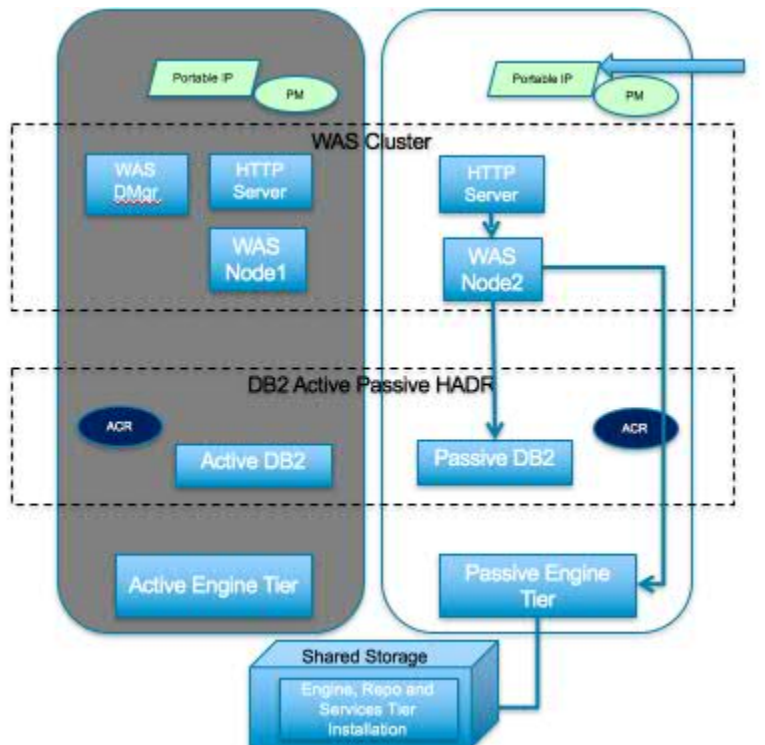 Portable IP
PM
Portable IP
PM
WAS Cluster
WAS
DMgr.
HTTP
Server
HTTP
Server
WAS
Node1
WAS
Node2
DB2 Active Passive HADR
ACR
ACR
Active DB2
Passive DB2
Active Engine Tier
Passive Engine
Tier
Shared Storage
Engine, Repo and
Services Tier
Installation